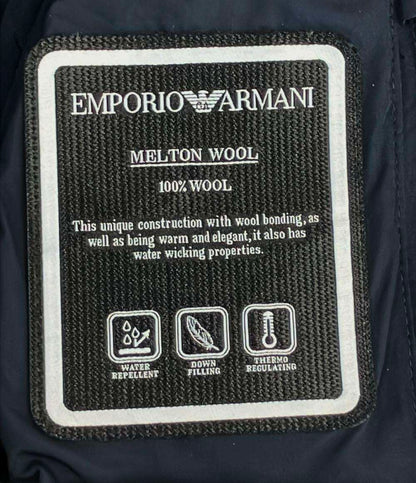 EMPORIO ARMANI
MELTON WOOL
100% WOOL
This unique construction with wool bonding, as
well as being warm and elegant, it also has
water wicking properties.
WATER
REPELLENT
DOWN
FILLING
THERMO
REGULATING